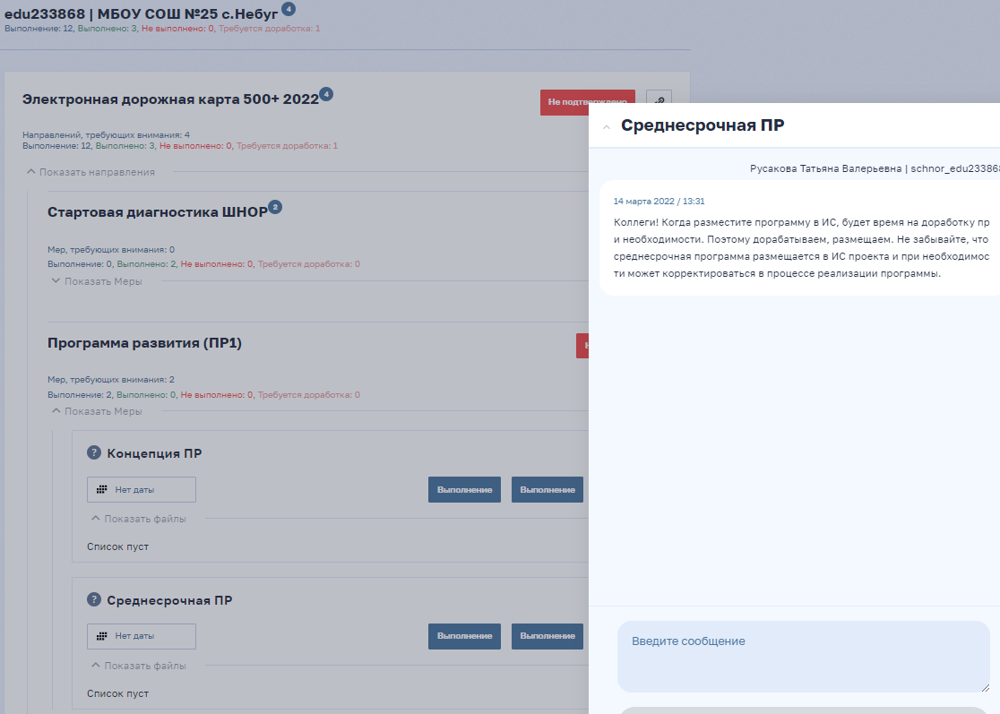 edu233868 | МБОУ СОШ №25 с.Небуг 4
Выполнение: 12, Выполнено: 3, Не выполнено: 0, Требуется доработка: 1
Электронная дорожная карта 500+ 2022 4
Не подтверждено
Направлений, требующих внимания: 4
Выполнение: 12, Выполнено: 3, Не выполнено: 0, Требуется доработка: 1
Показать направления
Стартовая диагностика ШНОР 2
Мер, требующих внимания: 0
Выполнение: 0, Выполнено: 2, Не выполнено: 0, Требуется доработка: 0
Показать Меры
Программа развития (ПР1)
Мер, требующих внимания: 2
Выполнение: 2, Выполнено: 0, Не выполнено: 0, Требуется доработка: 0
Показать Меры
? Концепция ПР
Нет даты
Выполнение
Выполнение
Показать файлы
Список пуст
? Среднесрочная ПР
Нет даты
Выполнение
Выполнение
Показать файлы
Список пуст
Среднесрочная ПР
Русакова Татьяна Валерьевна | schnor_edu233868
14 марта 2022 / 13:31
Коллеги! Когда разместите программу в ИС, будет время на доработку пр
и необходимости. Поэтому дорабатываем, размещаем. Не забывайте, что
среднесрочная программа размещается в ИС проекта и при необходимос
ти может корректироваться в процессе реализации программы.
Введите сообщение